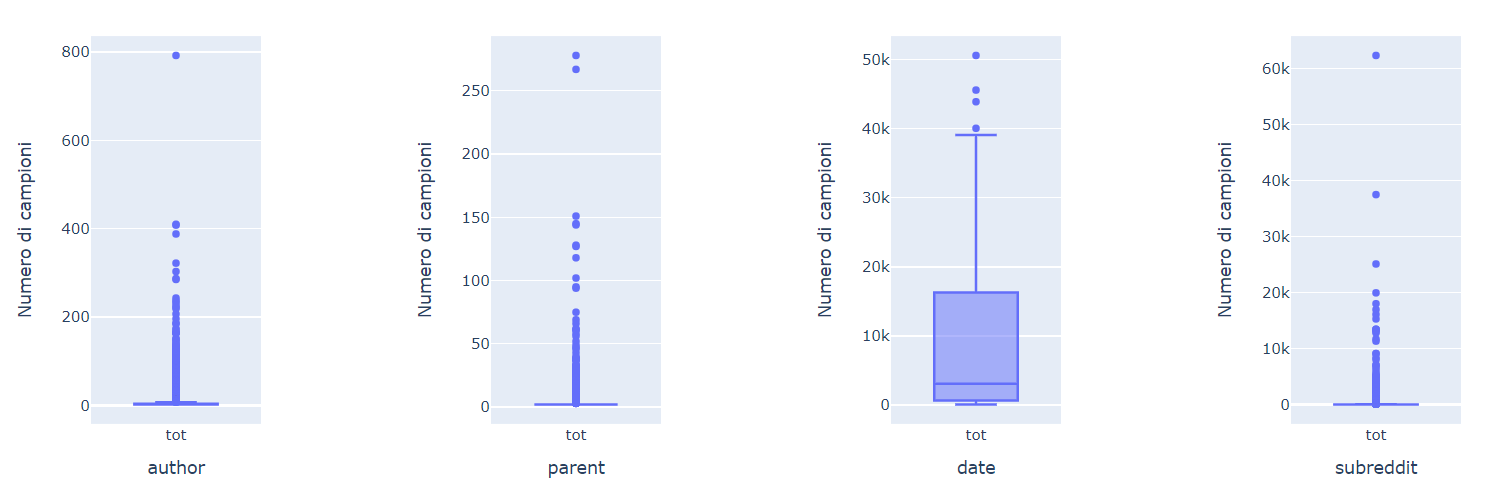 Numero di campioni
800
600
400
200
0
tot
author
Numero di campioni
250
200
150
100
50
0
tot
parent
Numero di campioni
50k
40k
30k
20k
10k
0
tot
date
Numero di campioni
60k
50k
40k
30k
20k
10k
0
tot
subreddit